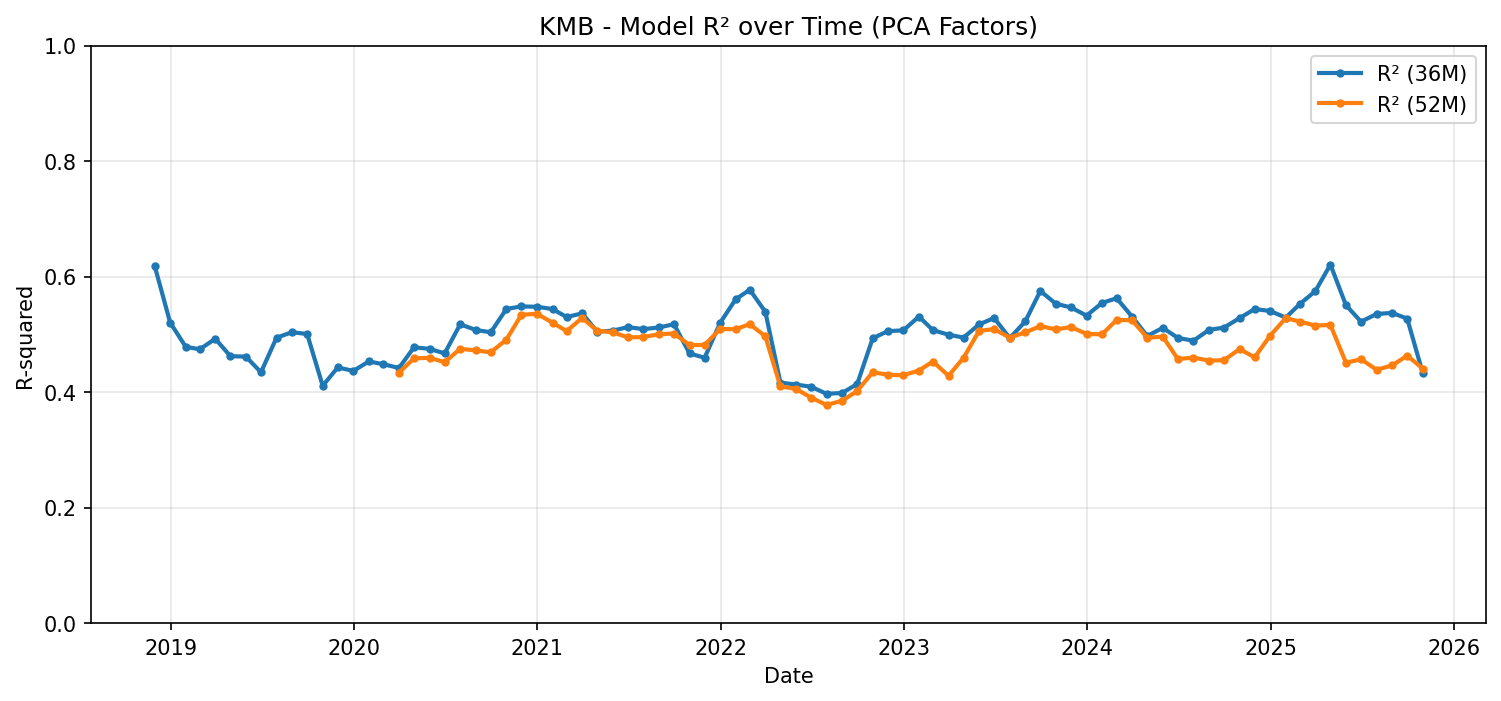 KMB - Model R² over Time (PCA Factors)
R² (36M)
R² (52M)
R-squared
1.0
0.8
0.6
0.4
0.2
0.0
2019 2020 2021 2022 2023 2024 2025 2026
Date